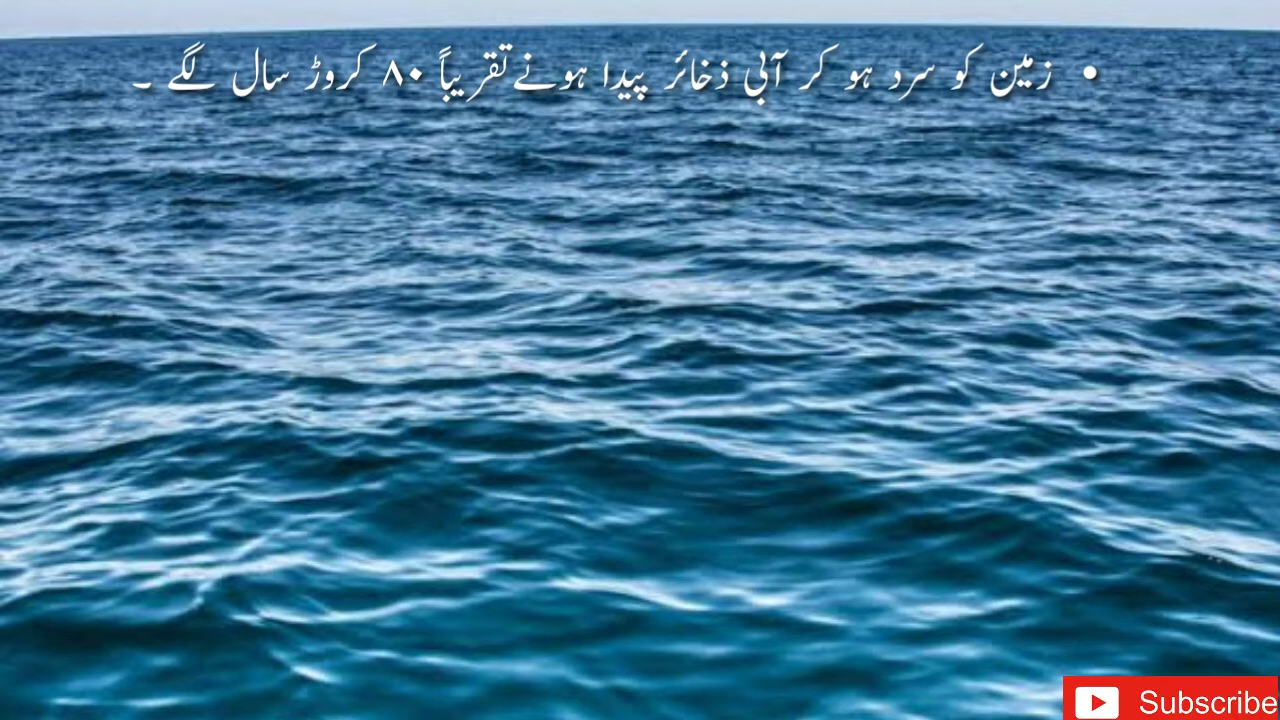 • زمین کو سرد ہو کر آبی ذخائر پیدا ہونے تقریباً ۸۰ کروڑ سال لگے ۔
Subscribe